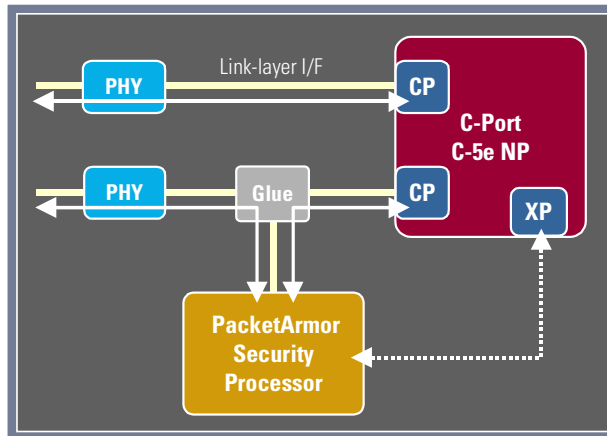 Link-layer I/F
PHY
CP
C-Port
C-5e NP
PHY
Glue
CP
XP
PacketArmor
Security
Processor